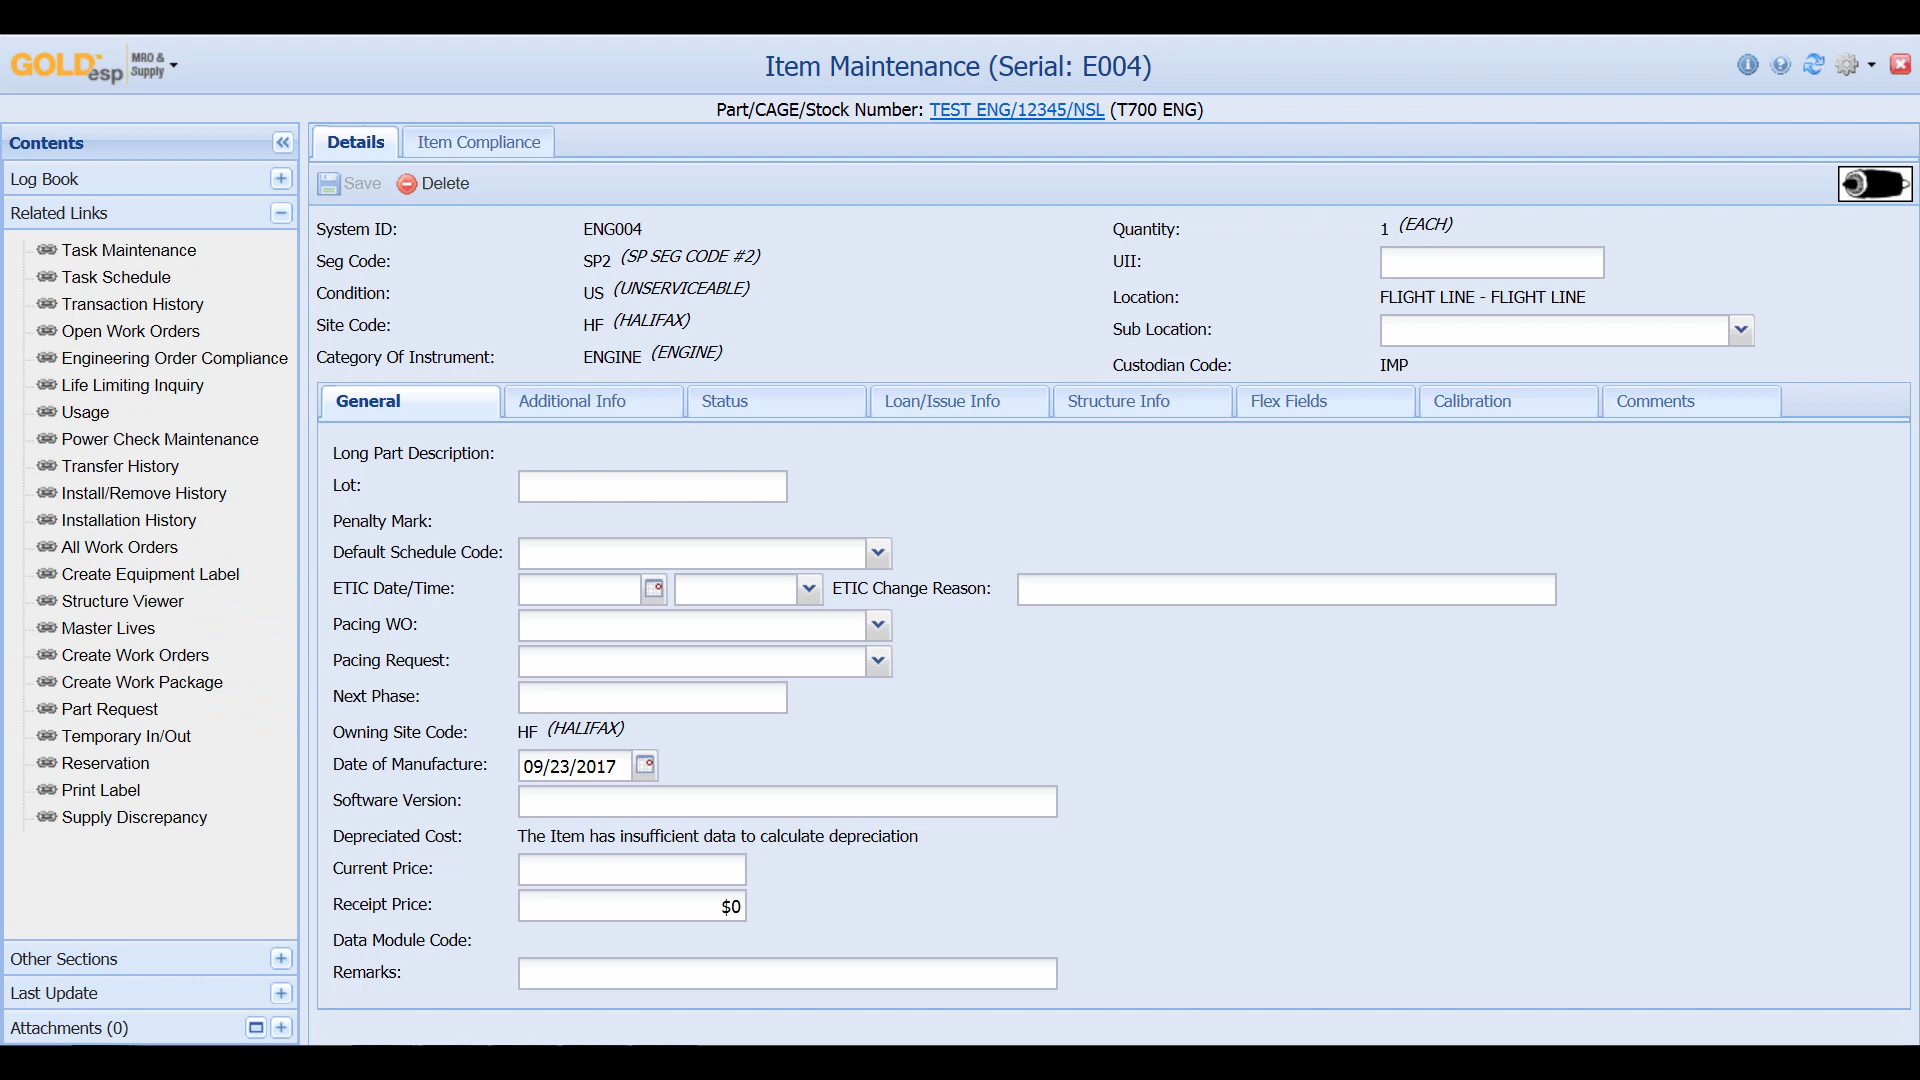 GOLDesp MRO & Supply
Item Maintenance (Serial: E004)
Part/CAGE/Stock Number: TEST ENG/12345/NSL (T700 ENG)
Contents
Log Book
Related Links
Task Maintenance
Task Schedule
Transaction History
Open Work Orders
Engineering Order Compliance
Life Limiting Inquiry
Usage
Power Check Maintenance
Transfer History
Install/Remove History
Installation History
All Work Orders
Create Equipment Label
Structure Viewer
Master Lives
Create Work Orders
Create Work Package
Part Request
Temporary In/Out
Reservation
Print Label
Supply Discrepancy
Other Sections
Last Update
Attachments (0)
Details Item Compliance
Save Delete
System ID: ENG004
Seg Code: SP2 (SP SEG CODE #2)
Condition: US (UNSERVICEABLE)
Site Code: HF (HALIFAX)
Category Of Instrument: ENGINE (ENGINE)
Quantity: 1 (EACH)
UII:
Location: FLIGHT LINE - FLIGHT LINE
Sub Location:
Custodian Code: IMP
General Additional Info Status Loan/Issue Info Structure Info Flex Fields Calibration Comments
Long Part Description:
Lot:
Penalty Mark:
Default Schedule Code:
ETIC Date/Time: ETIC Change Reason:
Pacing WO:
Pacing Request:
Next Phase:
Owning Site Code: HF (HALIFAX)
Date of Manufacture: 09/23/2017
Software Version:
Depreciated Cost: The Item has insufficient data to calculate depreciation
Current Price:
Receipt Price: $0
Data Module Code:
Remarks: